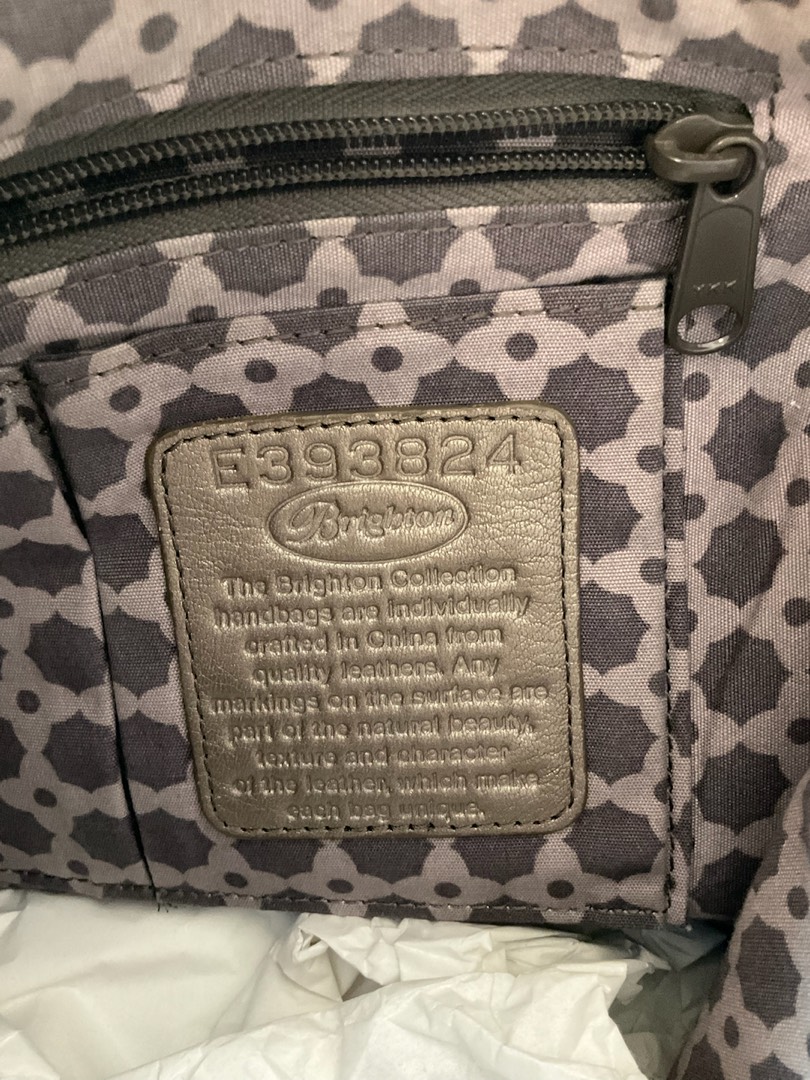 E393824
Brighton
The Brighton Collection
handbags are individually
crafted in China from
quality leathers. Any
markings on the surface are
part of the natural beauty,
texture and character
of the leather, which make
each bag unique.